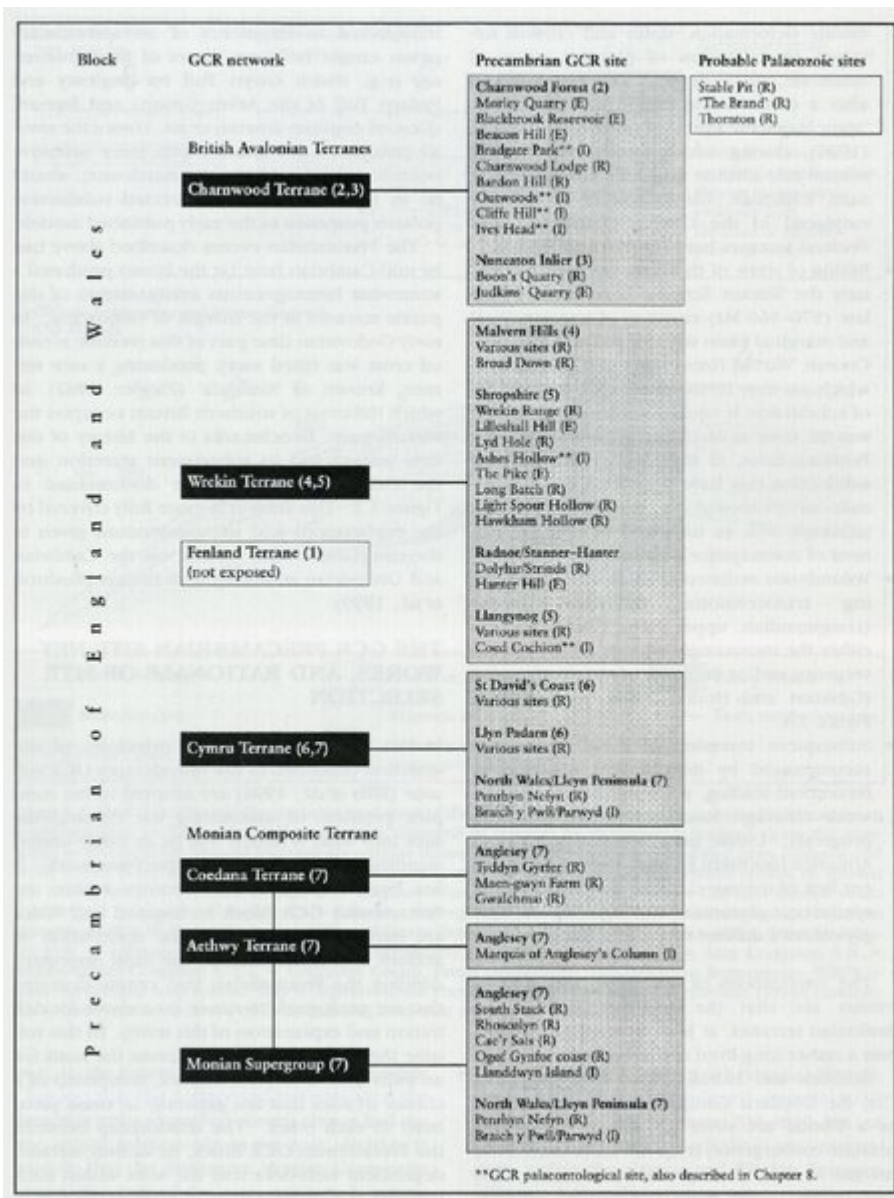 Block
GCR network
Precambrian GCR site
Probable Palaeozoic sites
Precambrian of England and Wales
British Avalonian Terranes
Charnwood Terrane (2,3)
Charnwood Forest (2)
Morley Quarry (E)
Blackbrook Reservoir (E)
Beacon Hill (E)
Bradgate Park** (I)
Charnwood Lodge (R)
Bardon Hill (R)
Outwoods** (I)
Cliffe Hill** (I)
Ives Head** (I)
Nuneaton Inlier (3)
Boon's Quarry (R)
Judkins' Quarry (E)
Stable Pit (R)
'The Brand' (R)
Thornton (R)
Wrekin Terrane (4,5)
Malvern Hills (4)
Various sites (R)
Broad Down (R)
Shropshire (5)
Wrekin Range (R)
Lilleshall Hill (E)
Lyd Hole (R)
Ashes Hollow** (I)
The Pike (E)
Long Batch (R)
Light Spout Hollow (R)
Hawkham Hollow (R)
Radnor/Stanner–Hanter
Dolyhir/Strinds (R)
Hanter Hill (E)
Llangynog (5)
Various sites (R)
Coed Cochion** (I)
Fenland Terrane (1)
(not exposed)
Cymru Terrane (6,7)
St David's Coast (6)
Various sites (R)
Llyn Padarn (6)
Various sites (R)
North Wales/Lleyn Peninsula (7)
Penrhyn Nefyn (R)
Braich y Pwll/Parwyd (I)
Monian Composite Terrane
Coedana Terrane (7)
Anglesey (7)
Tyddyn Gyrfer (R)
Maen-gwyn Farm (R)
Gwalchmai (R)
Aethwy Terrane (7)
Anglesey (7)
Marquis of Anglesey's Column (I)
Monian Supergroup (7)
Anglesey (7)
South Stack (R)
Rhoscolyn (R)
Cae'r Sais (R)
Ogof Gynfor coast (R)
Llanddwyn Island (I)
North Wales/Lleyn Peninsula (7)
Penrhyn Nefyn (R)
Braich y Pwll/Parwyd (I)
**GCR palaeontological site, also described in Chapter 8.